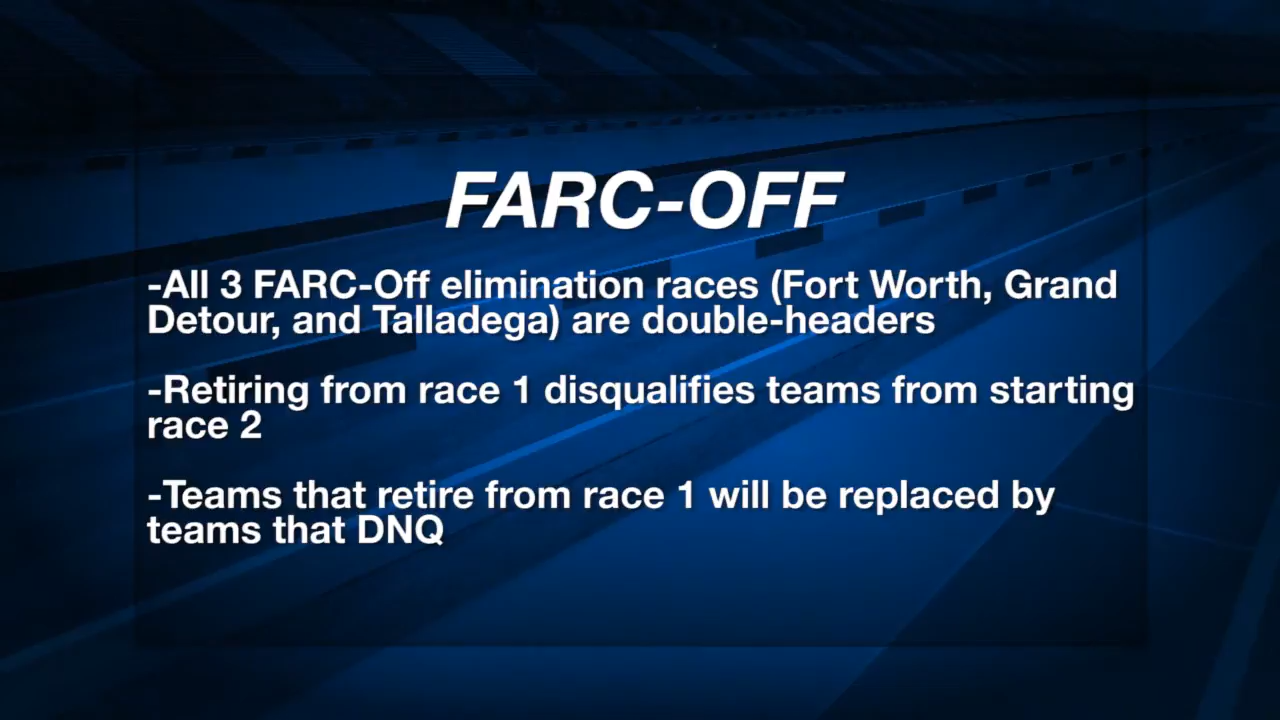 FARC-OFF
-All 3 FARC-Off elimination races (Fort Worth, Grand
Detour, and Talladega) are double-headers
-Retiring from race 1 disqualifies teams from starting
race 2
-Teams that retire from race 1 will be replaced by
teams that DNQ